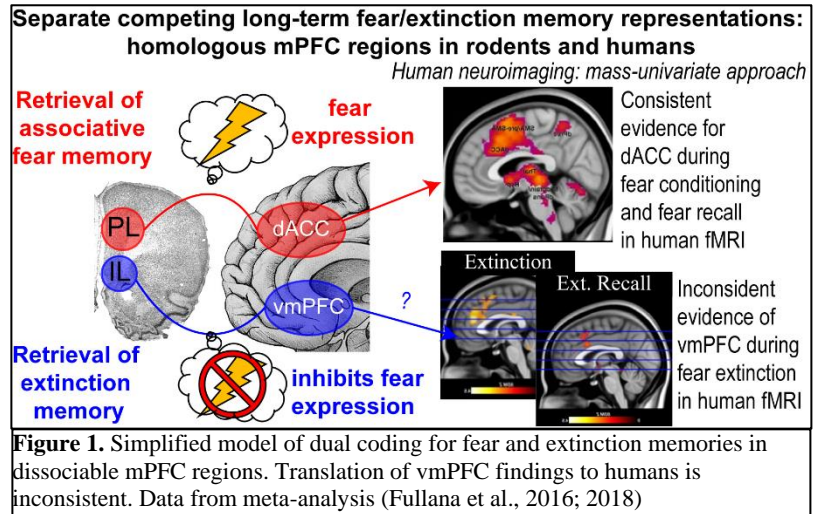 Separate competing long-term fear/extinction memory representations:
homologous mPFC regions in rodents and humans
Human neuroimaging: mass-univariate approach
Retrieval of
associative
fear memory
fear
expression
PL
IL
dACC
vmPFC
?
Retrieval of
extinction
memory
inhibits fear
expression
Consistent
evidence for
dACC during
fear conditioning
and fear recall
in human fMRI
Extinction
Ext. Recall
Inconsident
evidence of
vmPFC during
fear extinction
in human fMRI
Figure 1. Simplified model of dual coding for fear and extinction memories in
dissociable mPFC regions. Translation of vmPFC findings to humans is
inconsistent. Data from meta-analysis (Fullana et al., 2016; 2018)